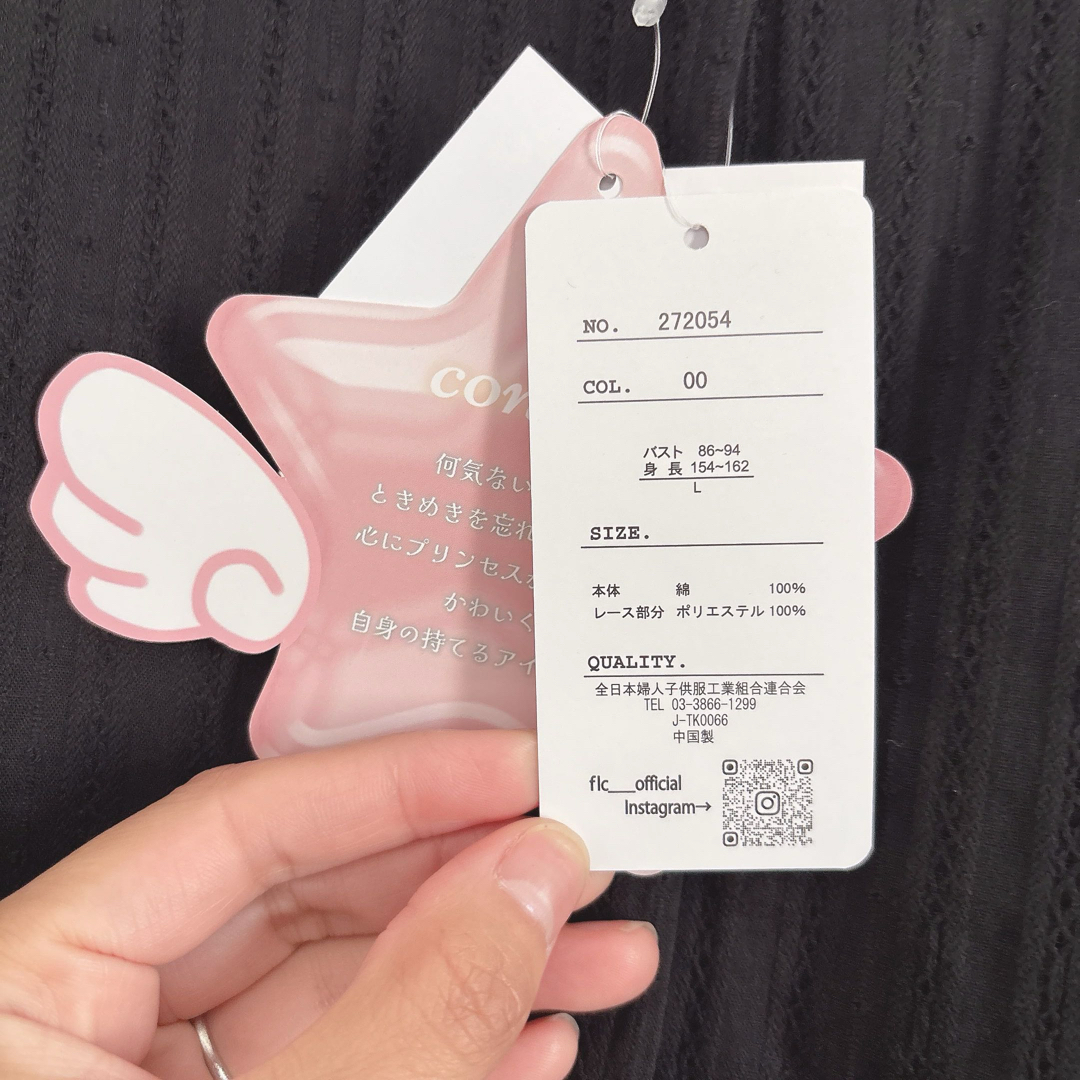 何気ない
ときめきを忘れ
心にプリンセス
かわいく
自身の持てるアイ
NO. 272054
COL. 00
バスト 86~94
身長 154~162
L
SIZE.
本体 綿 100%
レース部分 ポリエステル 100%
QUALITY.
全日本婦人子供服工業組合連合会
TEL 03-3866-1299
J-TK0066
中国製
flc___official
Instagram→